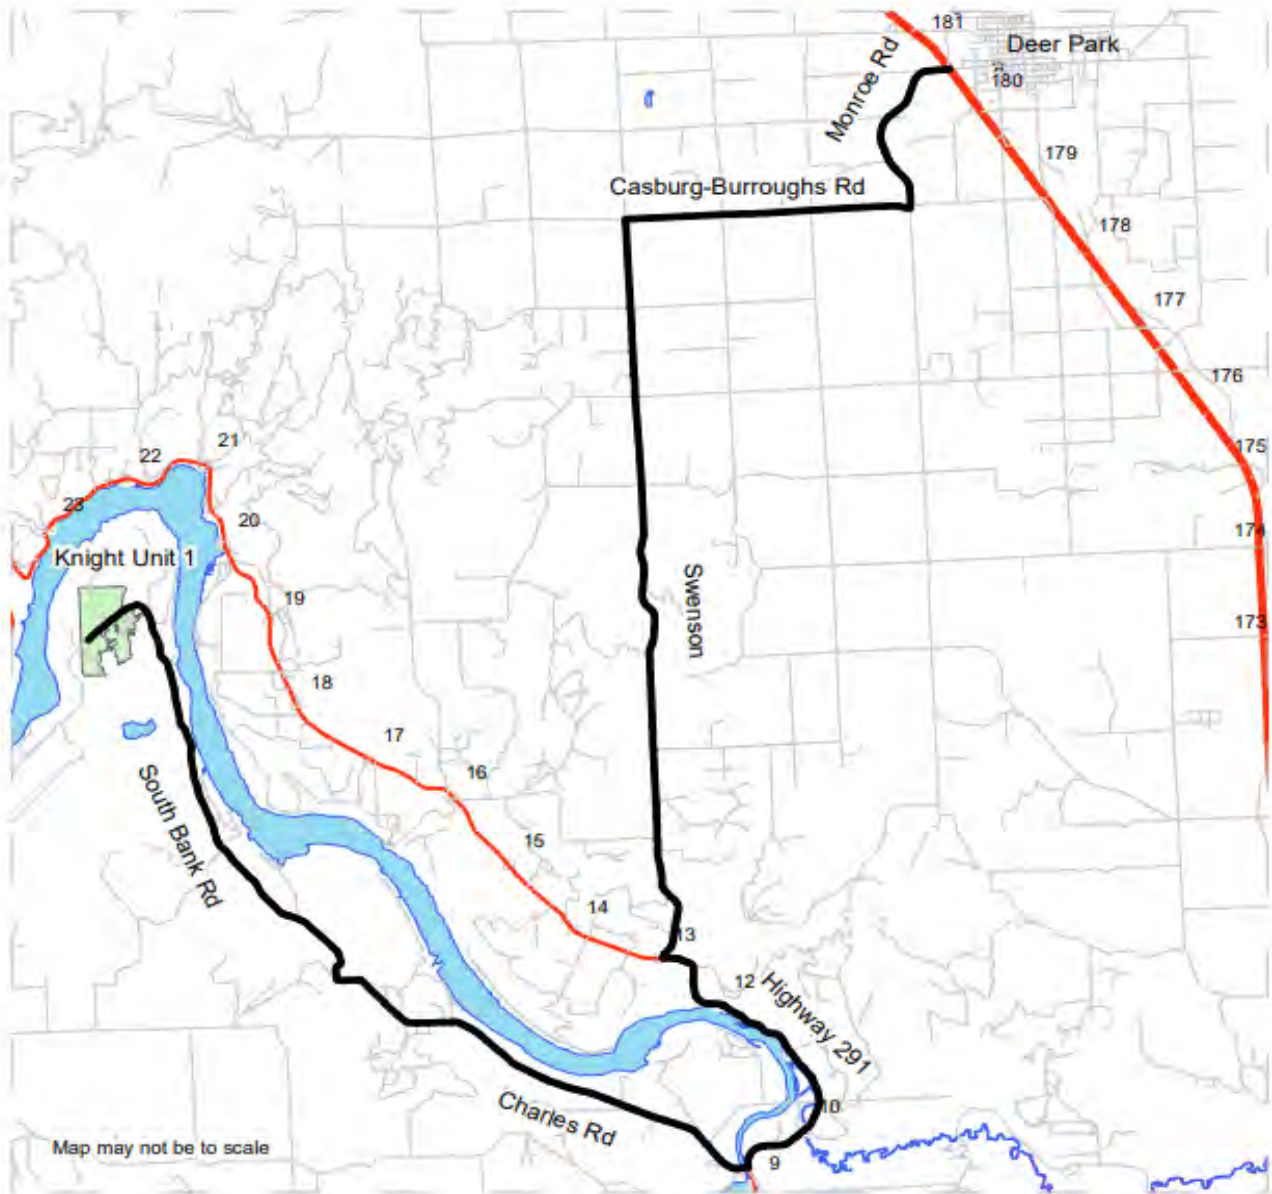 181
Deer Park
Monroe Rd
180
179
Casburg-Burroughs Rd
178
177
176
175
21
22
23
20
174
Knight Unit 1
Swenson
19
173
18
17
16
South Bank Rd
15
14
13
12
Highway 291
Charles Rd
10
Map may not be to scale
9